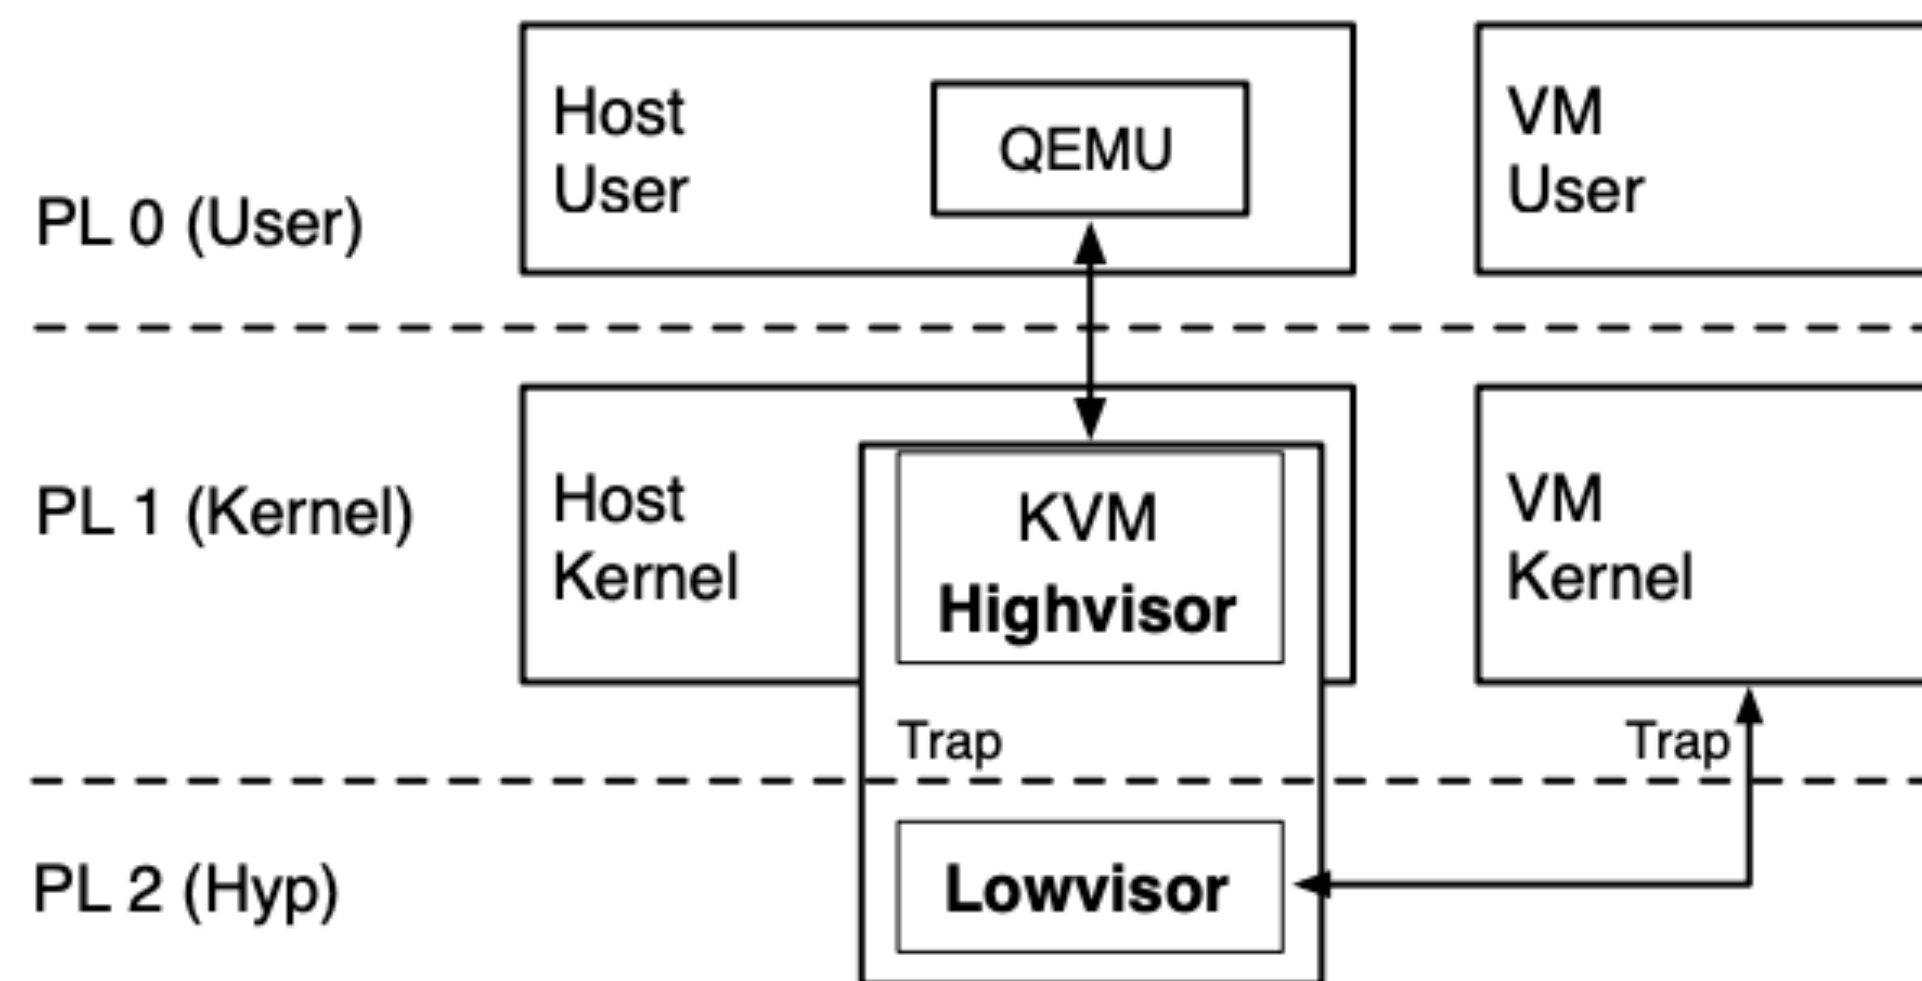 Host
User
QEMU
VM
User
PL 0 (User)
Host
Kernel
KVM
Highvisor
VM
Kernel
PL 1 (Kernel)
Trap
Trap
PL 2 (Hyp)
Lowvisor